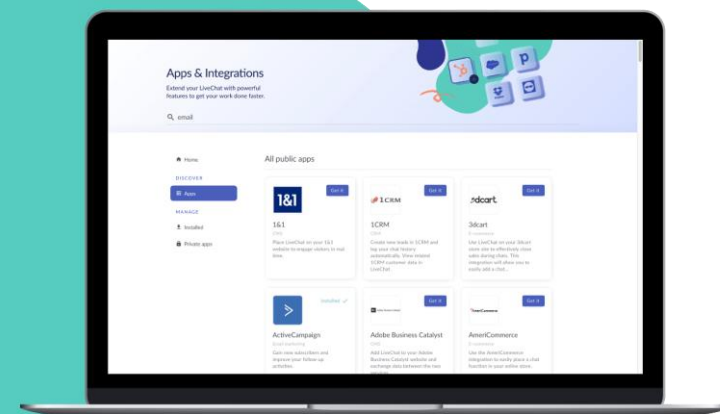 Apps & Integrations
Extend your LiveChat with powerful
features to get your work done faster.
email
Home
All public apps
DISCOVER
Apps
MANAGE
Installed
Private apps
1&1
Get it
1&1
CMS
Place LiveChat on your 1&1
website to engage visitors in real
time.
1CRM
Get it
1CRM
CRM
Create new leads in 1CRM and
log your chat history
automatically. View related
1CRM customer data in
LiveChat.
3dcart.
Get it
3dcart
E-commerce
Use LiveChat on your 3dcart
store site to effectively close
sales during chats. This
integration will allow you to
easily add a chat..
Installed
ActiveCampaign
Email marketing
Gain new subscribers and
improve your follow-up
activities.
Get it
Adobe Business Catalyst
CMS
Add LiveChat to your Adobe
Business Catalyst website and
exchange data between the two
services.
AmeriCommerce
Get it
AmeriCommerce
E-commerce
Use the AmeriCommerce
integration to easily place a chat
function in your online store.